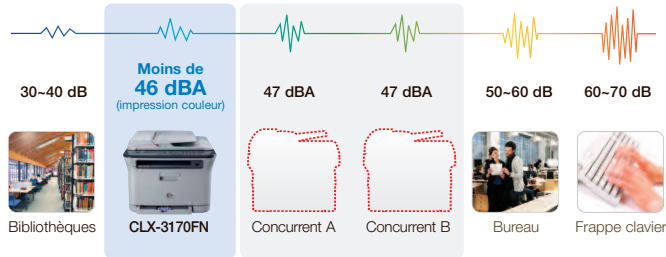 Moins de
30~40 dB
46 dBA
47 dBA
47 dBA
50~60 dB
60~70 dB
(impression couleur)
Bibliothèques
CLX-3170FN
Concurrent A
Concurrent B
Bureau
Frappe clavier